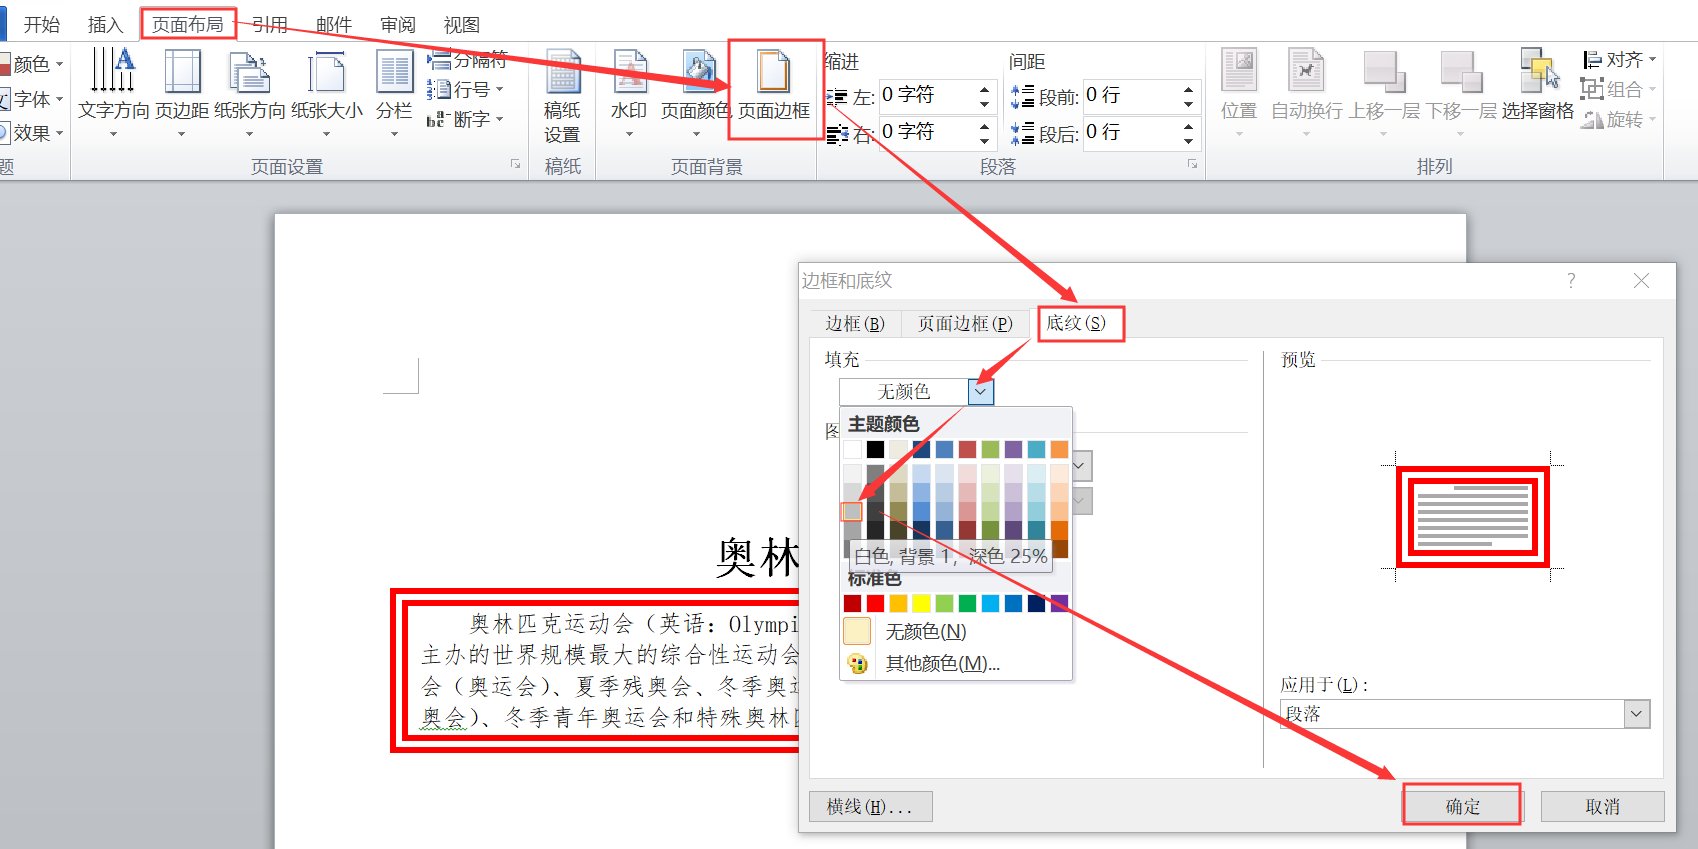 开始 插入 页面布局 引用 邮件 审阅 视图
颜色 字体 效果
文字方向 页边距 纸张方向 纸张大小 分栏
分隔符
行号
断字
页面设置
稿纸
设置
稿纸
水印 页面颜色 页面边框
页面背景
缩进 间距
左: 0 字符 段前: 0 行
右: 0 字符 段后: 0 行
段落
位置 自动换行 上移一层 下移一层 选择窗格
对齐
组合
旋转
排列
题
边框和底纹 ?
边框(B) 页面边框(P) 底纹(S)
填充 预览
无颜色
图
主题颜色
白色, 背景 1, 深色 25%
标准色
无颜色(N)
其他颜色(M)...
应用于(L):
段落
横线(H)... 确定 取消
奥林
奥林匹克运动会（英语：Olympi
主办的世界规模最大的综合性运动会
会（奥运会）、夏季残奥会、冬季奥运
奥会）、冬季青年奥运会和特殊奥林匹